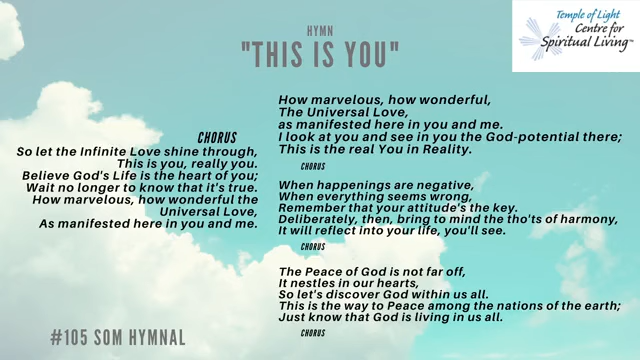 HYMN
"THIS IS YOU"
Temple of Light
Centre for
Spiritual Living™
CHORUS
So let the Infinite Love shine through,
This is you, really you.
Believe God's Life is the heart of you;
Wait no longer to know that it's true.
How marvelous, how wonderful the
Universal Love,
As manifested here in you and me.
How marvelous, how wonderful,
The Universal Love,
as manifested here in you and me.
I look at you and see in you the God-potential there;
This is the real You in Reality.
CHORUS
When happenings are negative,
When everything seems wrong,
Remember that your attitude's the key.
Deliberately, then, bring to mind the tho'ts of harmony,
It will reflect into your life, you'll see.
CHORUS
The Peace of God is not far off,
It nestles in our hearts,
So let's discover God within us all.
This is the way to Peace among the nations of the earth;
Just know that God is living in us all.
CHORUS
#105 SOM HYMNAL